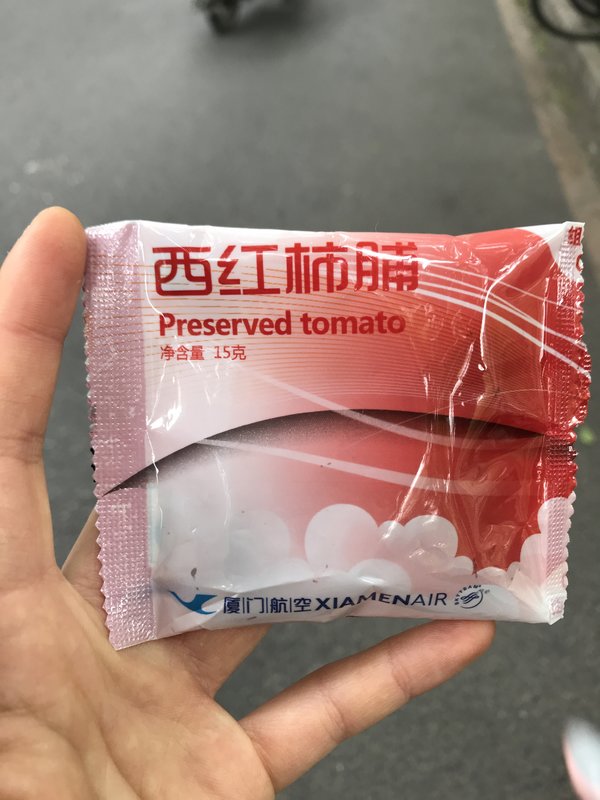 西红柿脯
Preserved tomato
净含量 15克
厦门航空 XIAMENAIR